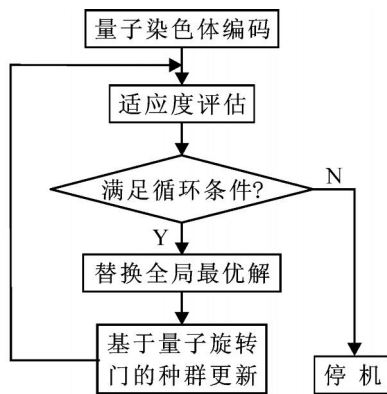 量子染色体编码
适应度评估
满足循环条件?
N
Y
替换全局最优解
基于量子旋转
门的种群更新
停 机